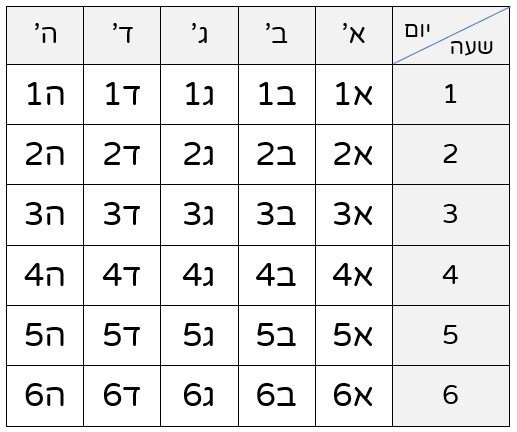 יום
שעה
א' ב' ג' ד' ה'
1 א1 ב1 ג1 ד1 ה1
2 א2 ב2 ג2 ד2 ה2
3 א3 ב3 ג3 ד3 ה3
4 א4 ב4 ג4 ד4 ה4
5 א5 ב5 ג5 ד5 ה5
6 א6 ב6 ג6 ד6 ה6